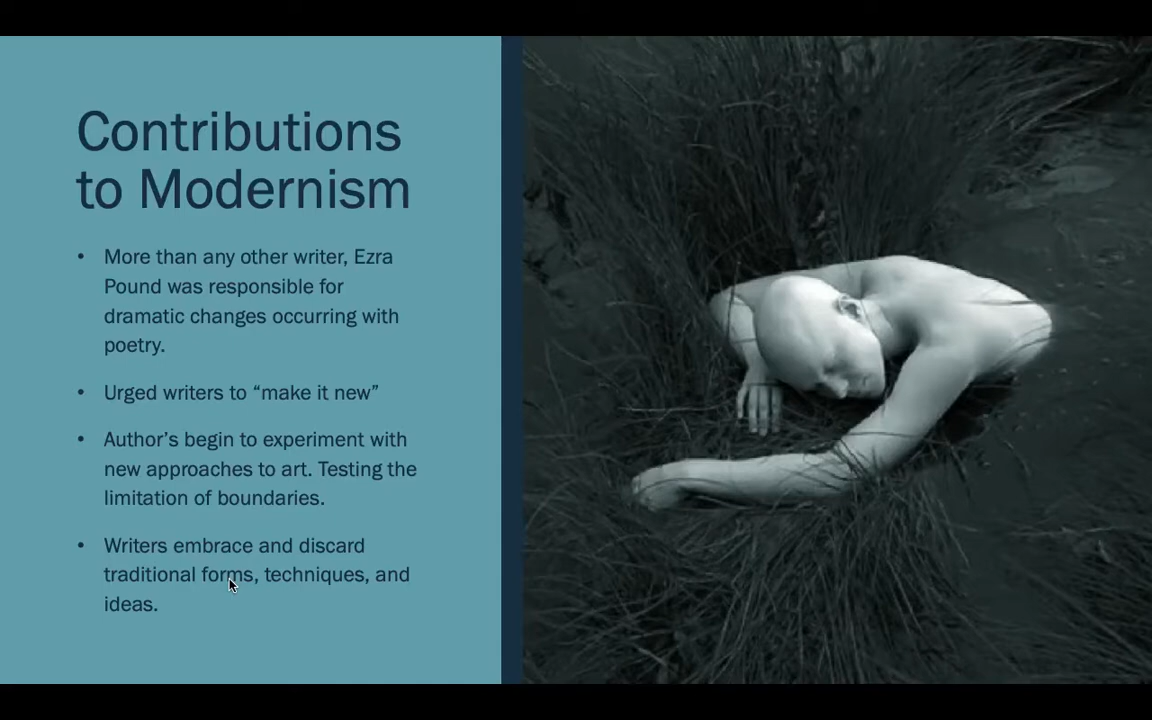 Contributions
to Modernism
• More than any other writer, Ezra
Pound was responsible for
dramatic changes occurring with
poetry.
• Urged writers to “make it new”
• Author’s begin to experiment with
new approaches to art. Testing the
limitation of boundaries.
• Writers embrace and discard
traditional forms, techniques, and
ideas.